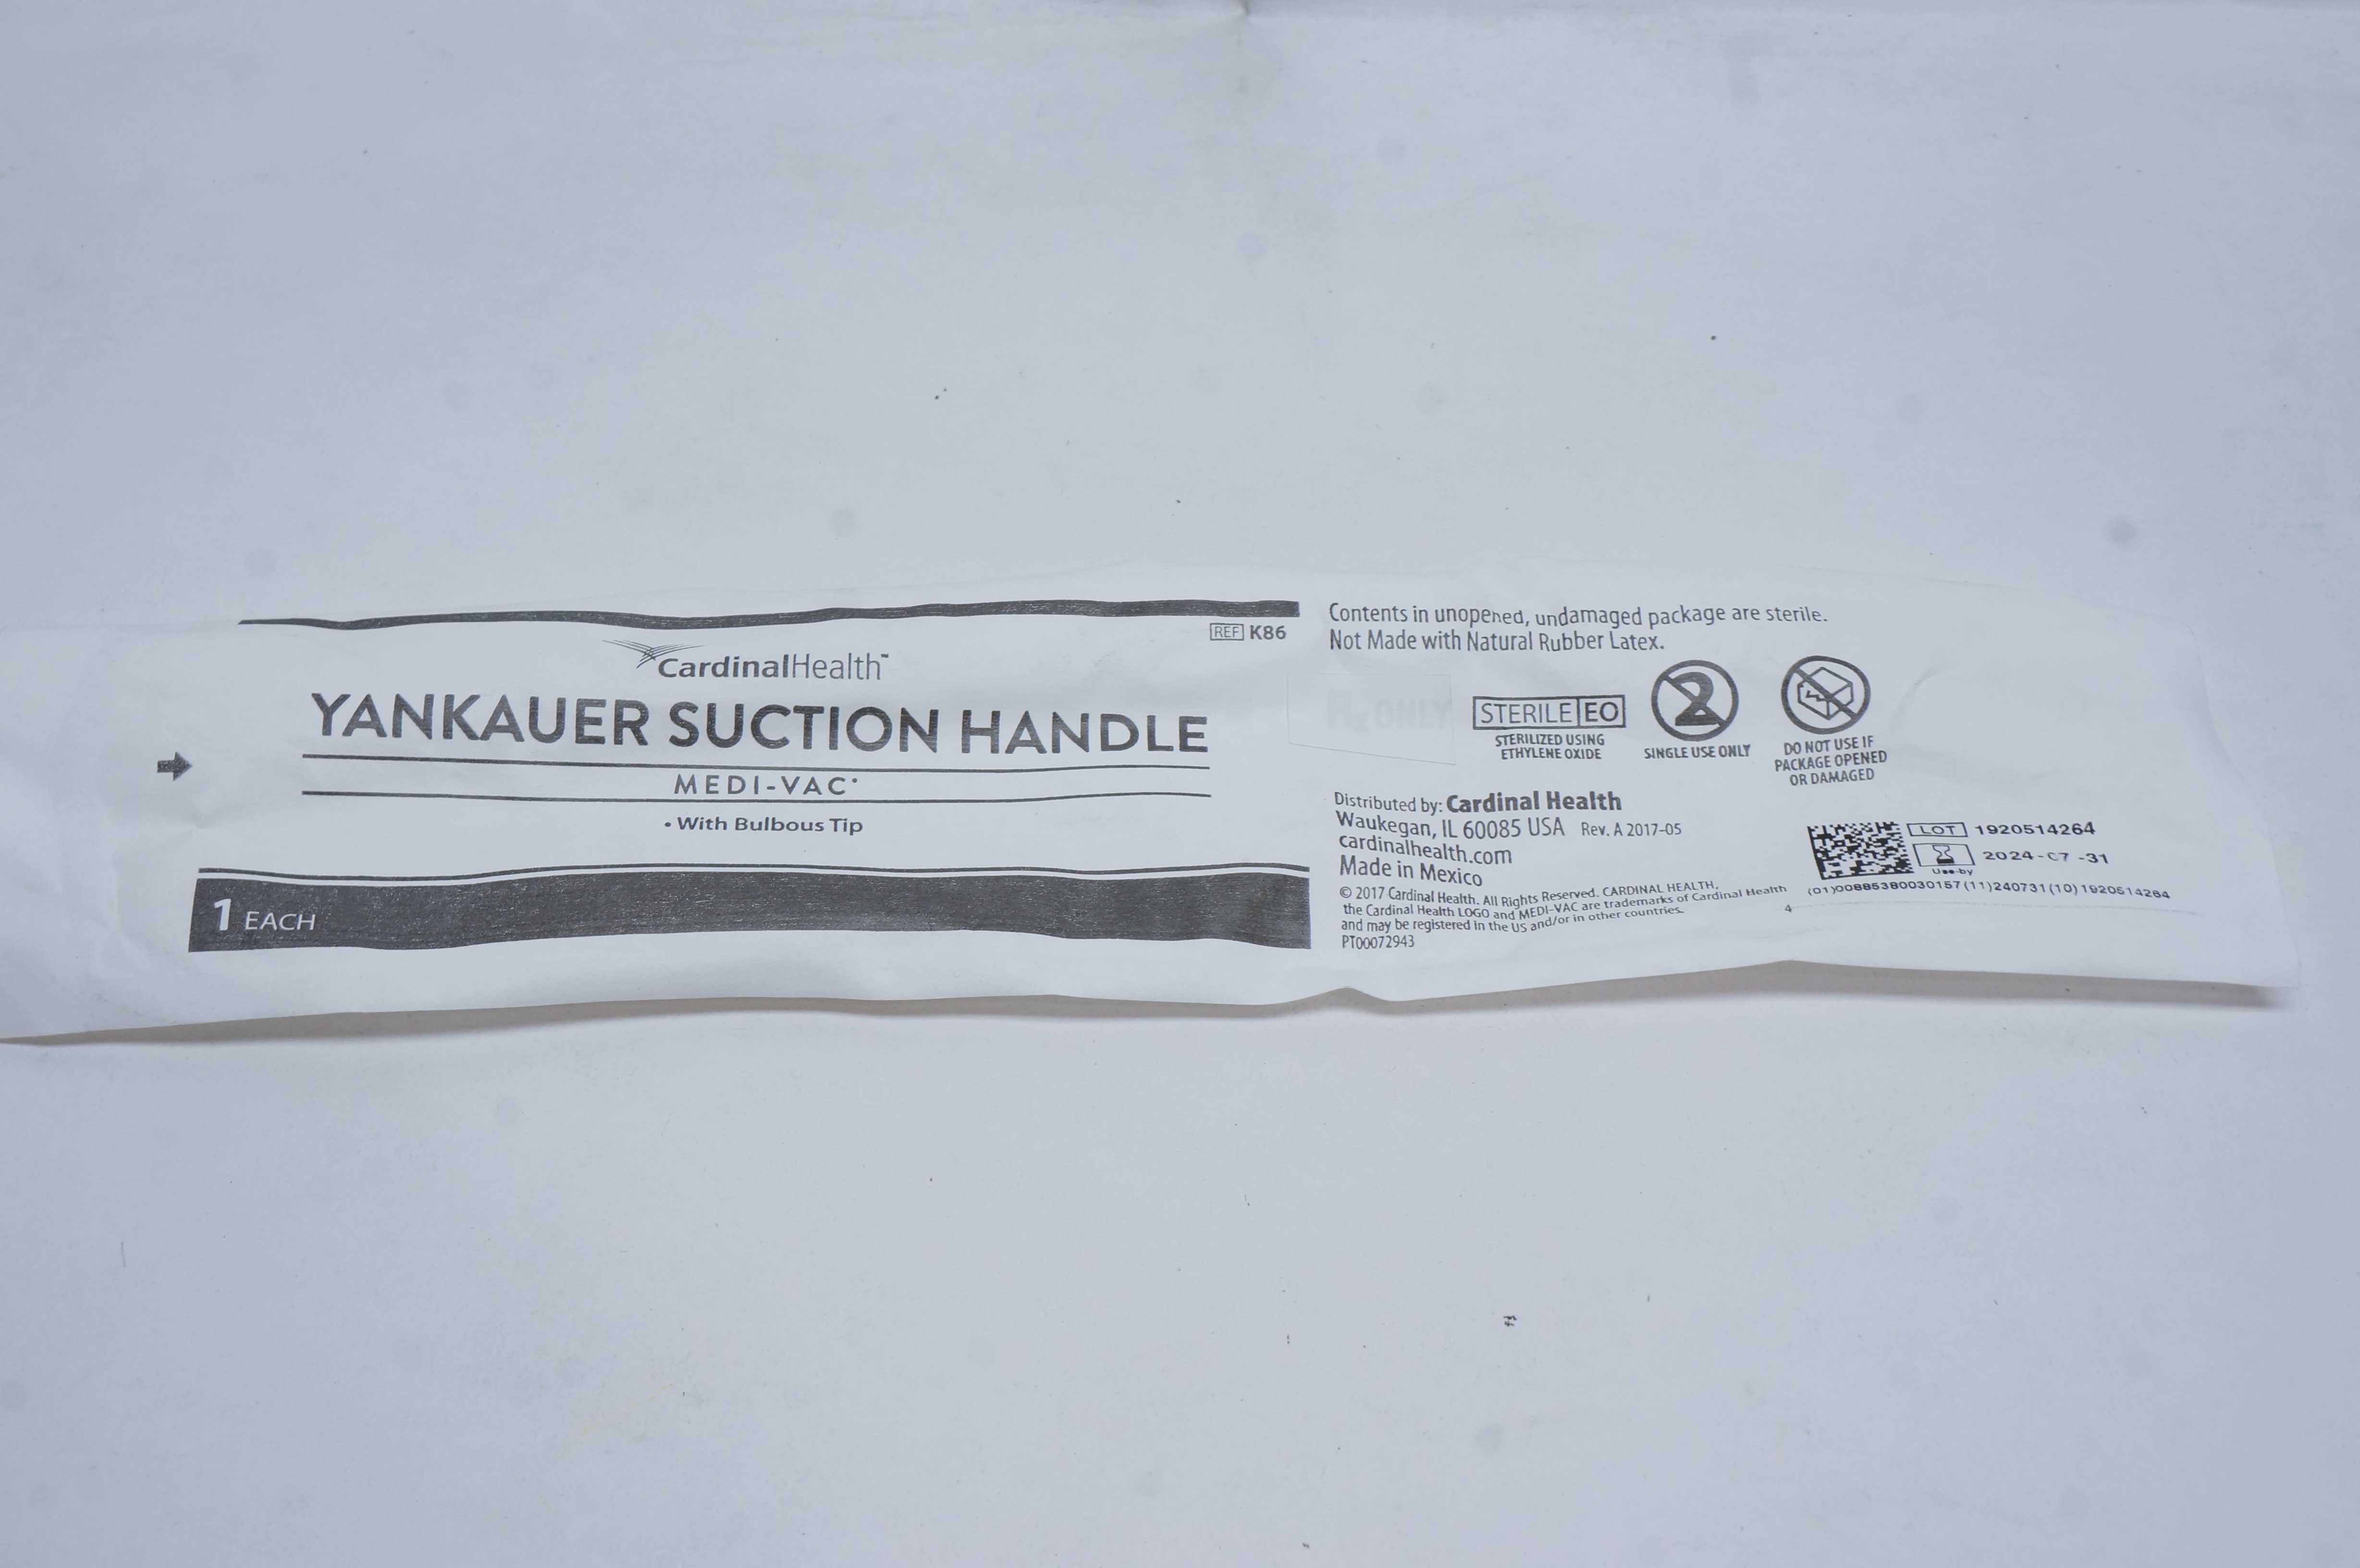 REF K86
CardinalHealth™
YANKAUER SUCTION HANDLE
MEDI-VAC•
• With Bulbous Tip
1 EACH
Contents in unopened, undamaged package are sterile.
Not Made with Natural Rubber Latex.
Rx ONLY
STERILE EO
STERILIZED USING
ETHYLENE OXIDE
2
SINGLE USE ONLY
DO NOT USE IF
PACKAGE OPENED
OR DAMAGED
Distributed by: Cardinal Health
Waukegan, IL 60085 USA Rev. A 2017-05
cardinalhealth.com
Made in Mexico
© 2017 Cardinal Health. All Rights Reserved. CARDINAL HEALTH,
the Cardinal Health LOGO and MEDI-VAC are trademarks of Cardinal Health
and may be registered in the US and/or in other countries.
PT00072943
4
LOT 1920514264
2024-07-31
Use-by
(01)00885380030157(11)240731(10)1920514264